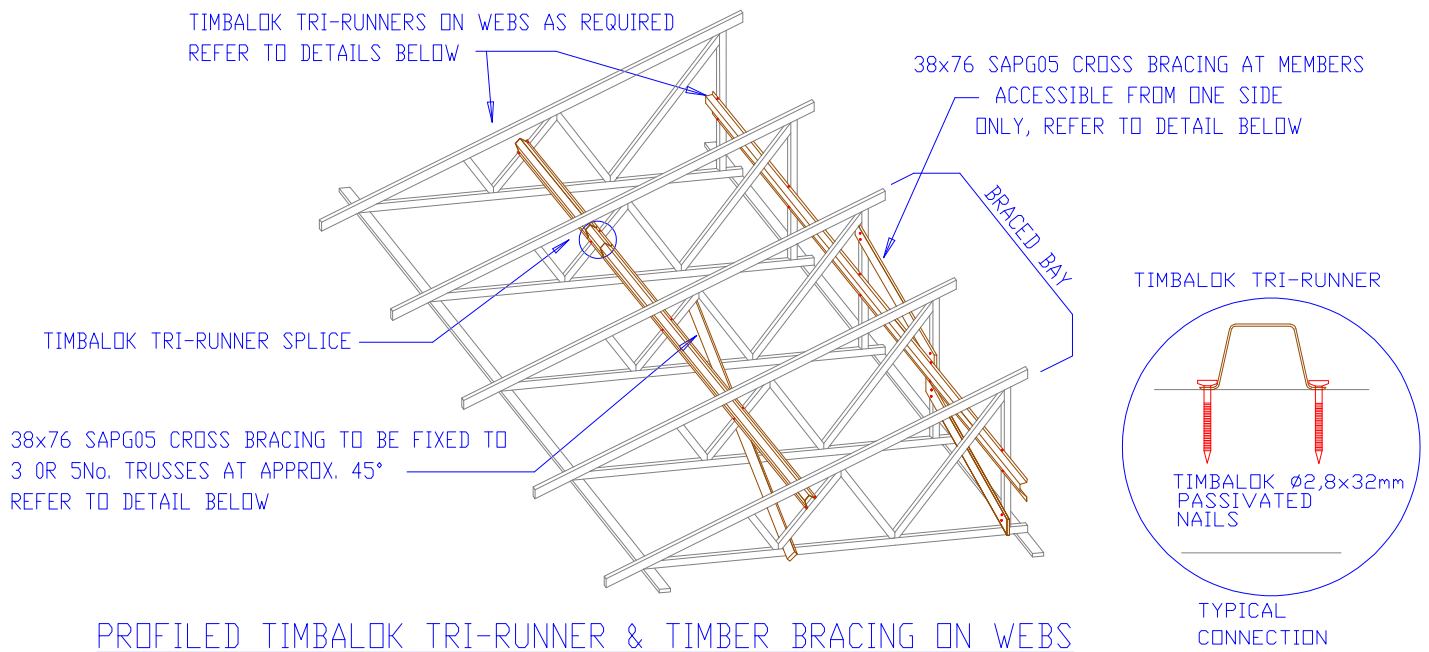 TIMBALOK TRI-RUNNERS ON WEBS AS REQUIRED
REFER TO DETAILS BELOW
38x76 SAPG05 CROSS BRACING AT MEMBERS
ACCESSIBLE FROM ONE SIDE
ONLY, REFER TO DETAIL BELOW
BRACED BAY
TIMBALOK TRI-RUNNER
TIMBALOK TRI-RUNNER SPLICE
38x76 SAPG05 CROSS BRACING TO BE FIXED TO
3 OR 5No. TRUSSES AT APPROX. 45°
REFER TO DETAIL BELOW
TIMBALOK Ø2,8x32mm
PASSIVATED
NAILS
TYPICAL
CONNECTION
PROFILED TIMBALOK TRI-RUNNER & TIMBER BRACING ON WEBS